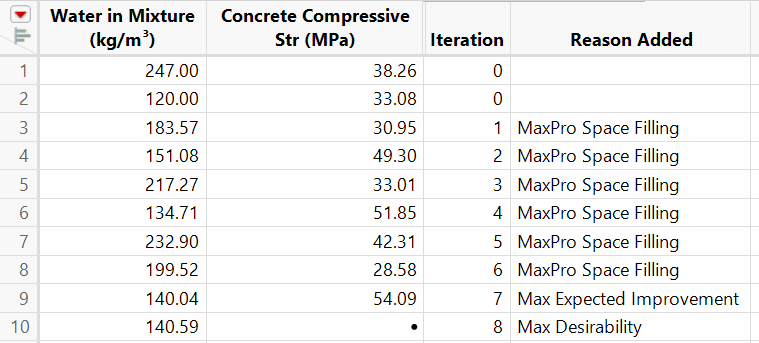 Water in Mixture (kg/m³) Concrete Compressive Str (MPa) Iteration Reason Added
1 247.00 38.26 0
2 120.00 33.08 0
3 183.57 30.95 1 MaxPro Space Filling
4 151.08 49.30 2 MaxPro Space Filling
5 217.27 33.01 3 MaxPro Space Filling
6 134.71 51.85 4 MaxPro Space Filling
7 232.90 42.31 5 MaxPro Space Filling
8 199.52 28.58 6 MaxPro Space Filling
9 140.04 54.09 7 Max Expected Improvement
10 140.59 • 8 Max Desirability